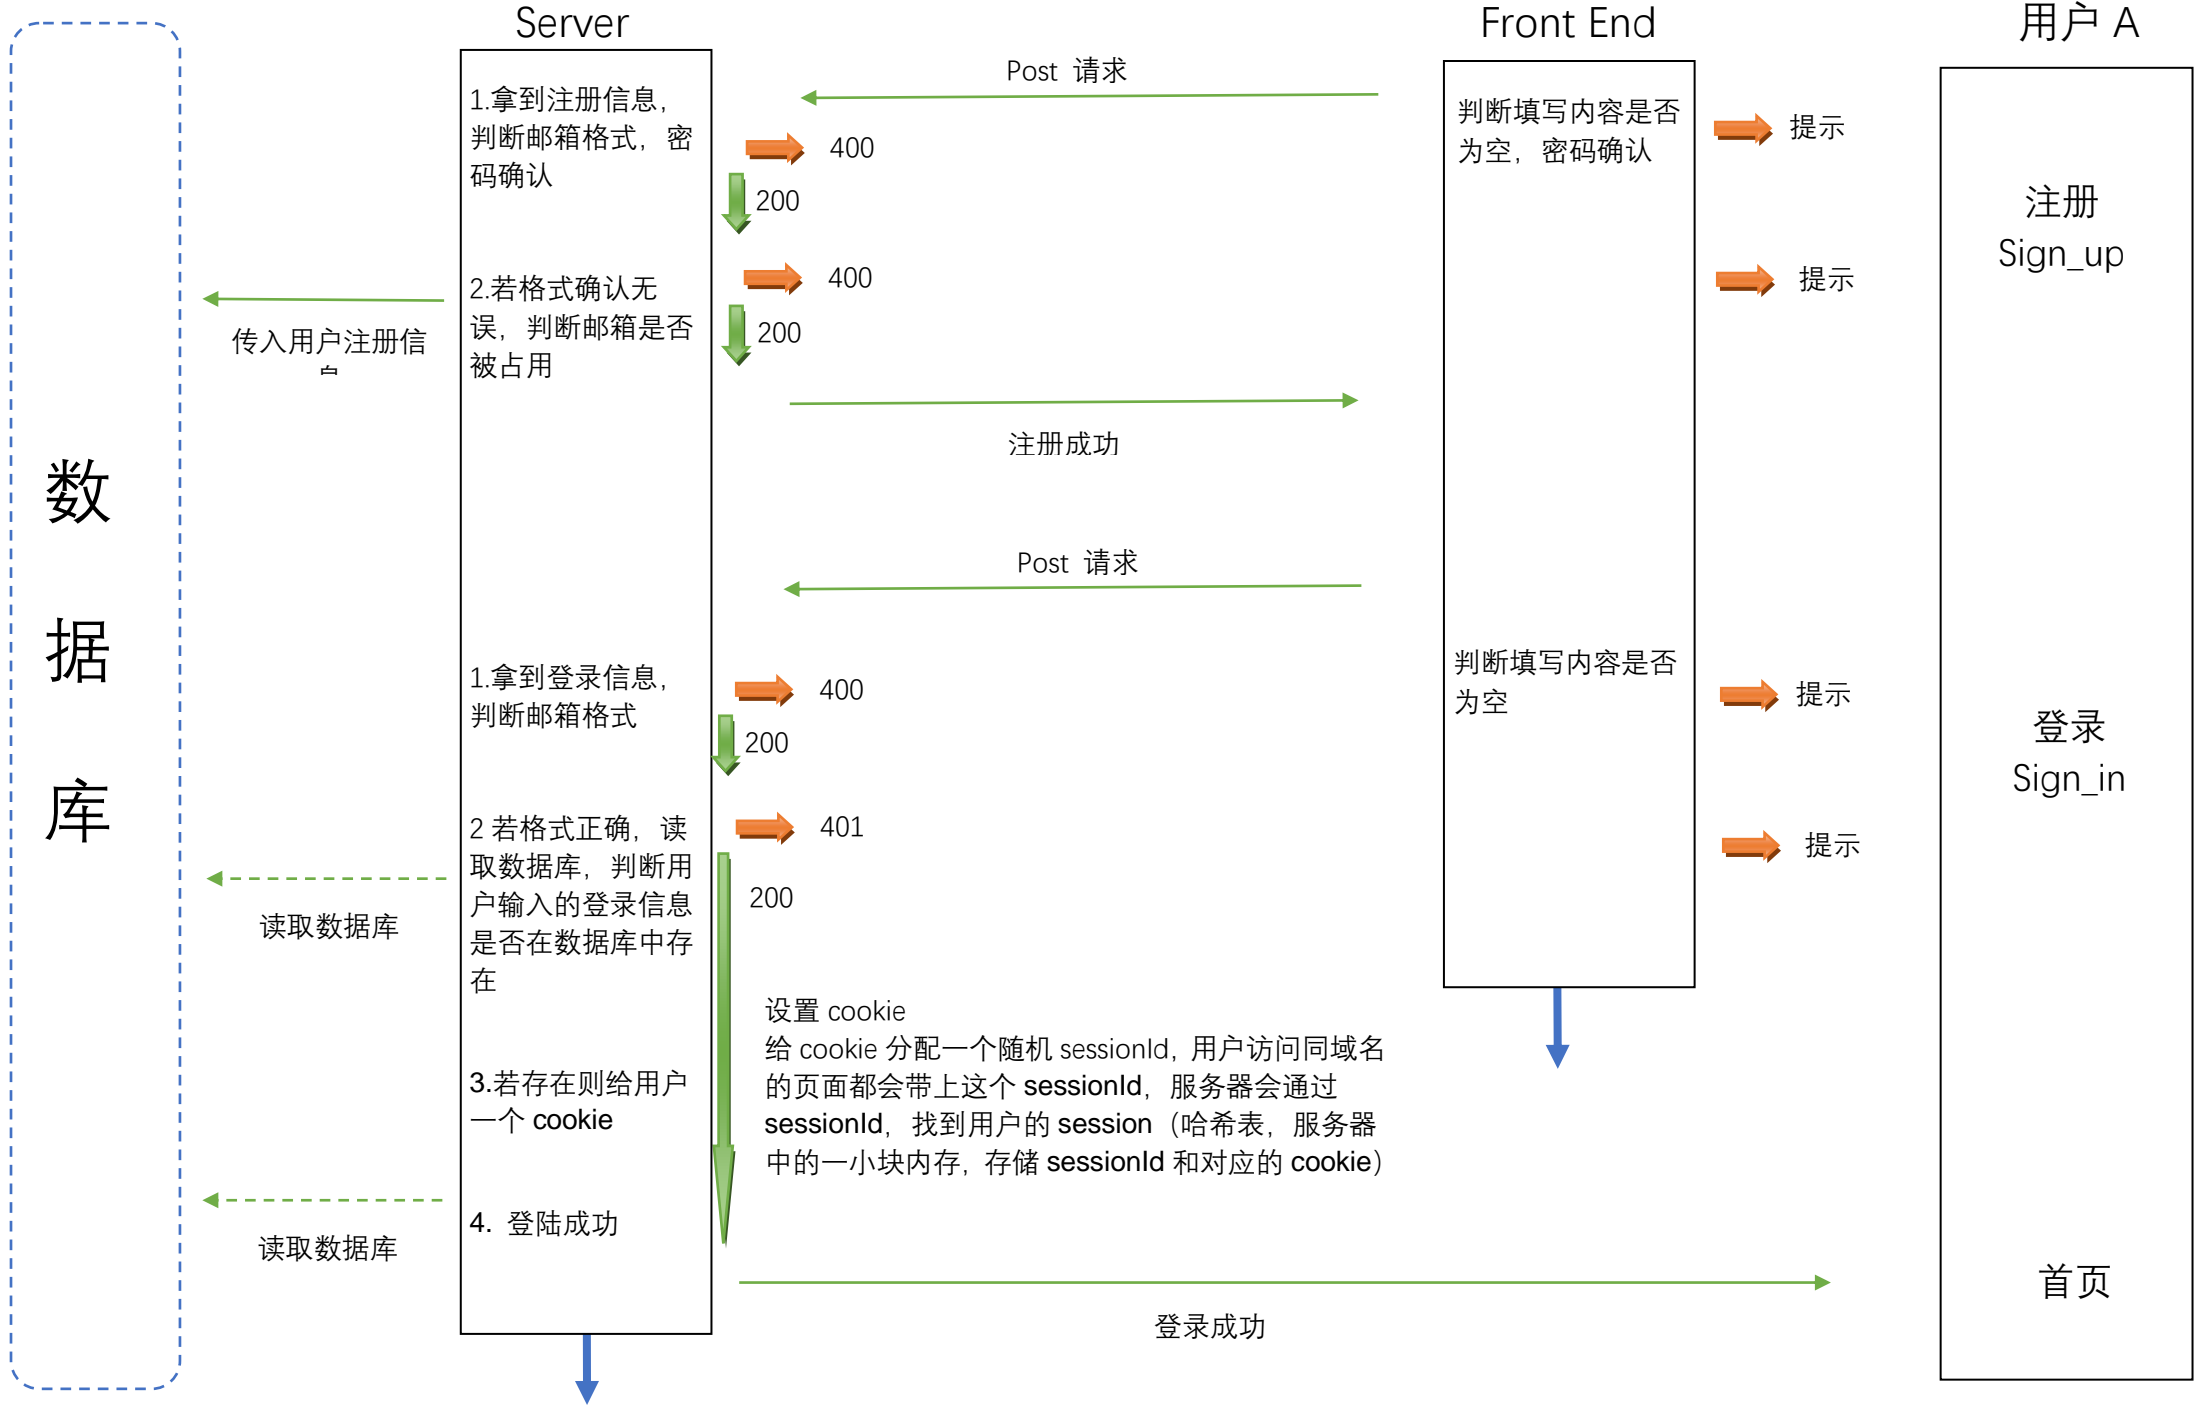 Server
Front End
用户 A
数
据
库
1.拿到注册信息，
判断邮箱格式，密
码确认
2.若格式确认无
误，判断邮箱是否
被占用
1.拿到登录信息，
判断邮箱格式
2 若格式正确，读
取数据库，判断用
户输入的登录信息
是否在数据库中存
在
3.若存在则给用户
一个 cookie
4. 登陆成功
传入用户注册信
读取数据库
读取数据库
Post 请求
400
200
400
200
注册成功
Post 请求
400
200
401
200
设置 cookie
给 cookie 分配一个随机 sessionId, 用户访问同域名
的页面都会带上这个 sessionId，服务器会通过
sessionId，找到用户的 session（哈希表，服务器
中的一小块内存，存储 sessionId 和对应的 cookie）
登录成功
判断填写内容是否
为空，密码确认
判断填写内容是否
为空
提示
提示
提示
提示
注册
Sign_up
登录
Sign_in
首页